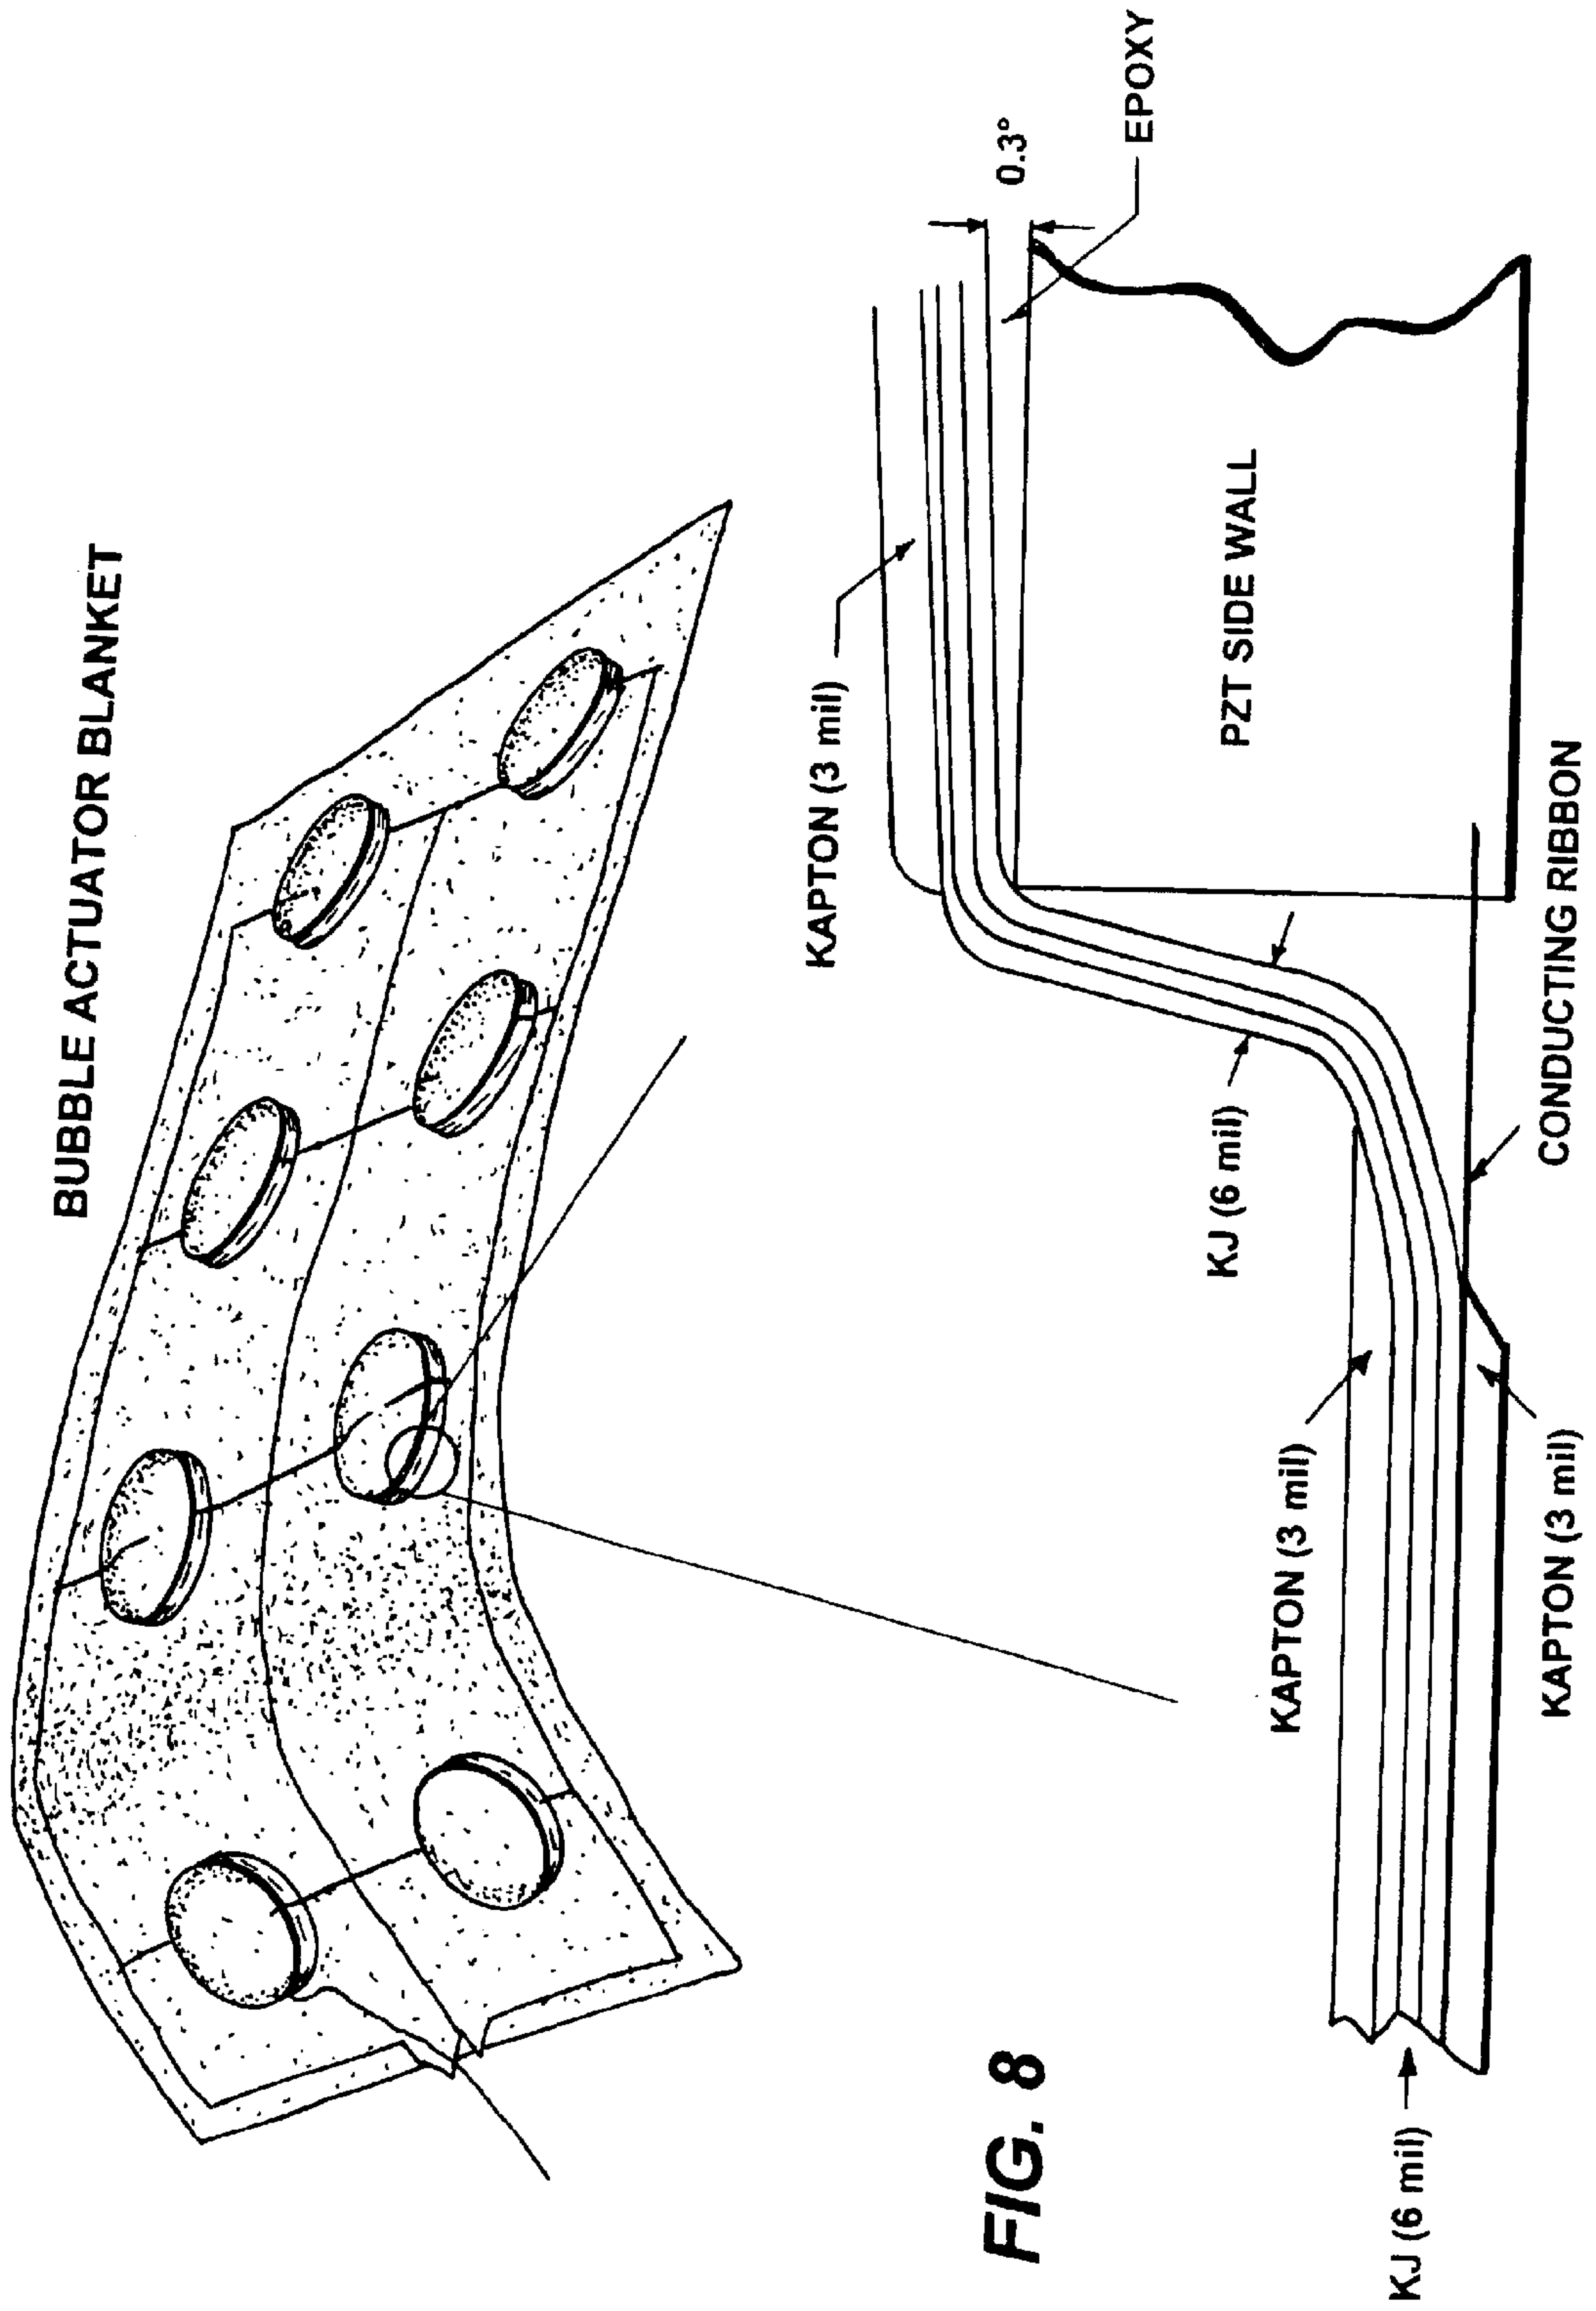 BUBBLE ACTUATOR BLANKET
KAPTON (3 mil)
0.3°
EPOXY
KJ (6 mil)
PZT SIDE WALL
KAPTON (3 mil)
CONDUCTING RIBBON
KJ (6 mil)
KAPTON (3 mil)
FIG. 8